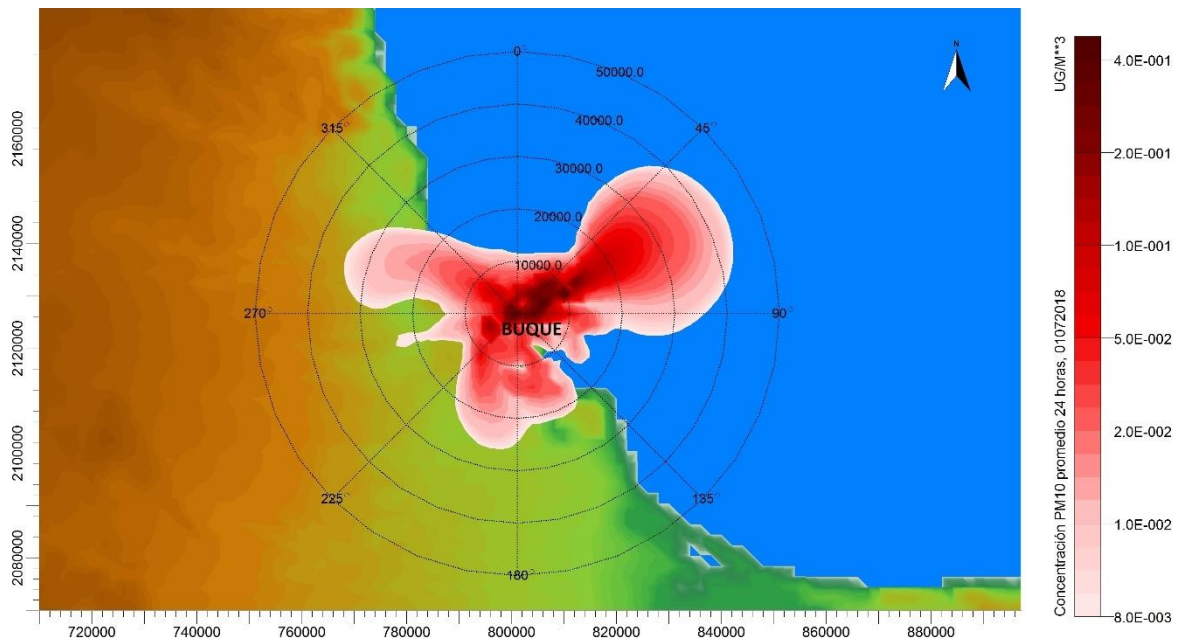 N
0°
50000.0
45°
40000.0
315°
30000.0
20000.0
10000.0
270°
90°
BUQUE
225°
135°
180°
2160000
2140000
2120000
2100000
2080000
720000 740000 760000 780000 800000 820000 840000 860000 880000
UG/M**3
Concentración PM10 promedio 24 horas, 01072018
4.0E-001
2.0E-001
1.0E-001
5.0E-002
2.0E-002
1.0E-002
8.0E-003